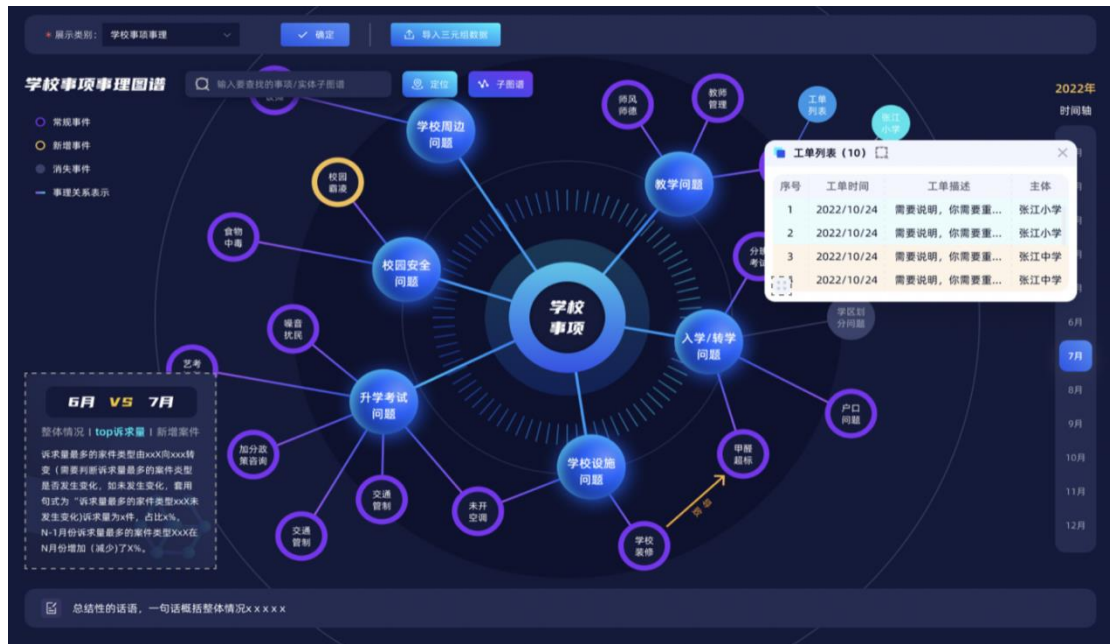 * 展示类别： 学校事项事理
确定
导入三元组数据
学校事项事理图谱
输入要查找的事项/实体子图谱
定位
子图谱
常规事件
新增事件
消失事件
事理关系表示
2022年
时间轴
学校周边
问题
师风
师德
教师
管理
工单
列表
张江
小学
校园
霸凌
教学问题
食物
中毒
校园安全
问题
学校
事项
噪音
扰民
艺考
入学/转学
问题
学区划
分问题
户口
问题
升学考试
问题
加分政
策咨询
交通
管制
交通
管制
未开
空调
学校设施
问题
甲醛
超标
学校
装修
导致
工单列表（10）
序号 工单时间 工单描述 主体
1 2022/10/24 需要说明，你需要重... 张江小学
2 2022/10/24 需要说明，你需要重... 张江小学
3 2022/10/24 需要说明，你需要重... 张江中学
2022/10/24 需要说明，你需要重... 张江中学
6月
7月
8月
9月
10月
11月
12月
6月 VS 7月
整体情况 | top诉求量 | 新增案件
诉求量最多的家件类型由xxX向xxx转
变（需要判断诉求量最多的案件类型
是否发生变化，如未发生变化，套用
句式为“诉求量最多的家件类型xxX未
发生变化)诉求量为x件，占比x%。
N-1月份诉求量最多的案件类型XxX在
N月份增加（减少)了X%。
总结性的话语，一句话概括整体情况xxxxx